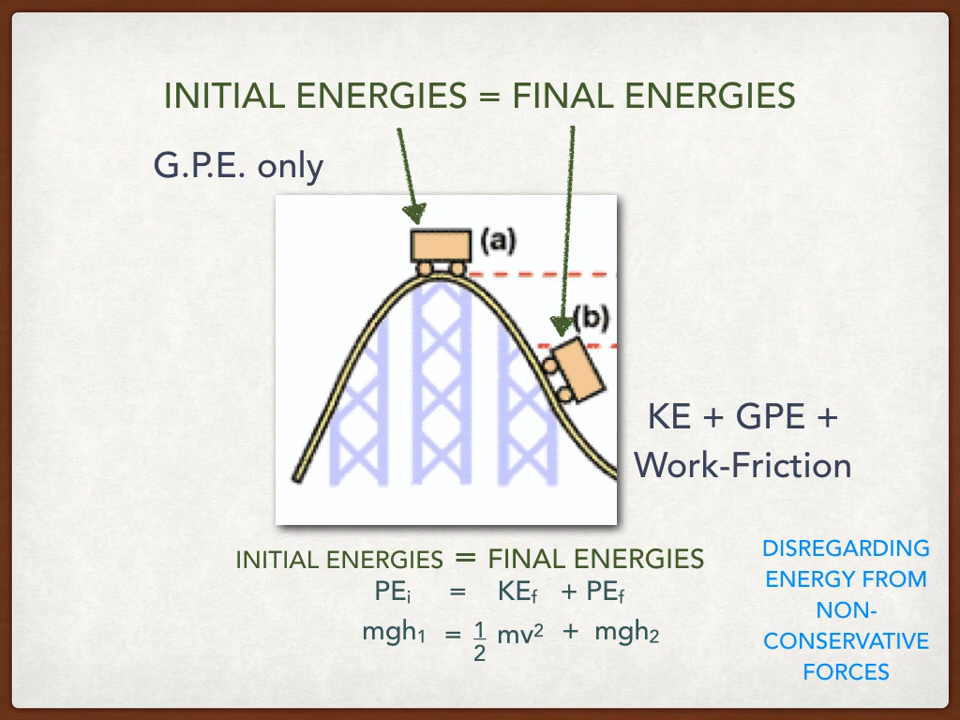 INITIAL ENERGIES = FINAL ENERGIES
G.P.E. only
(a)
(b)
KE + GPE +
Work-Friction
INITIAL ENERGIES = FINAL ENERGIES
PEi = KEf + PEf
mgh1 = 1/2 mv2 + mgh2
DISREGARDING
ENERGY FROM
NON-
CONSERVATIVE
FORCES